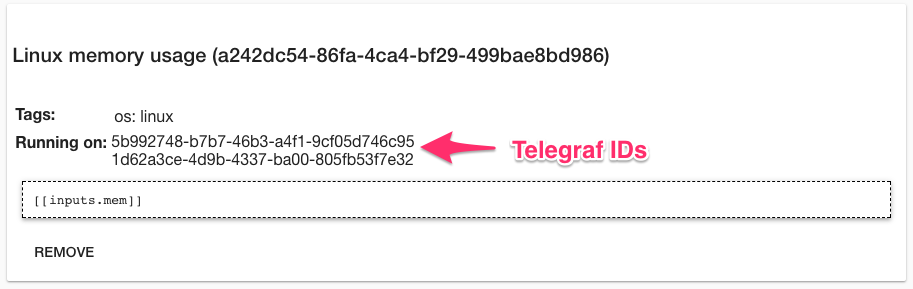 Linux memory usage (a242dc54-86fa-4ca4-bf29-499bae8bd986)
Tags: os: linux
Running on: 5b992748-b7b7-46b3-a4f1-9cf05d746c95
1d62a3ce-4d9b-4337-ba00-805fb53f7e32
Telegraf IDs
[[inputs.mem]]
REMOVE